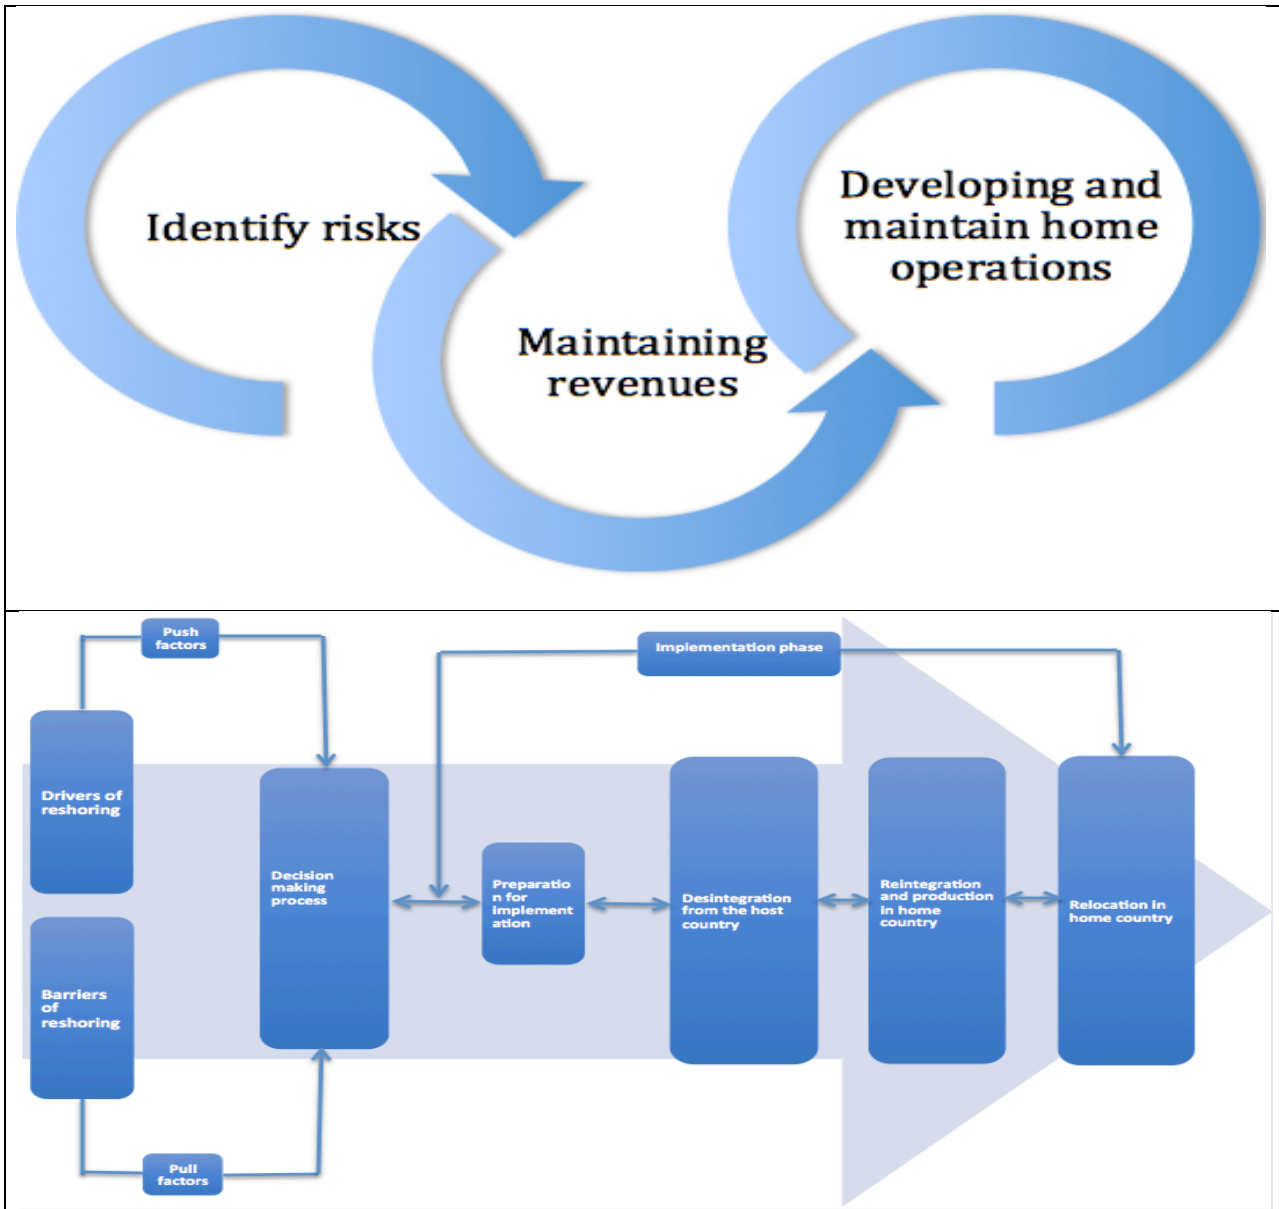 Identify risks
Maintaining
revenues
Developing and
maintain home
operations
Push
factors
Implementation phase
Drivers of
reshoring
Decision
making
process
Preparatio
n for
implement
ation
Desintegration
from the host
country
Reintegration
and production
in home
country
Relocation in
home country
Barriers
of
reshoring
Pull
factors